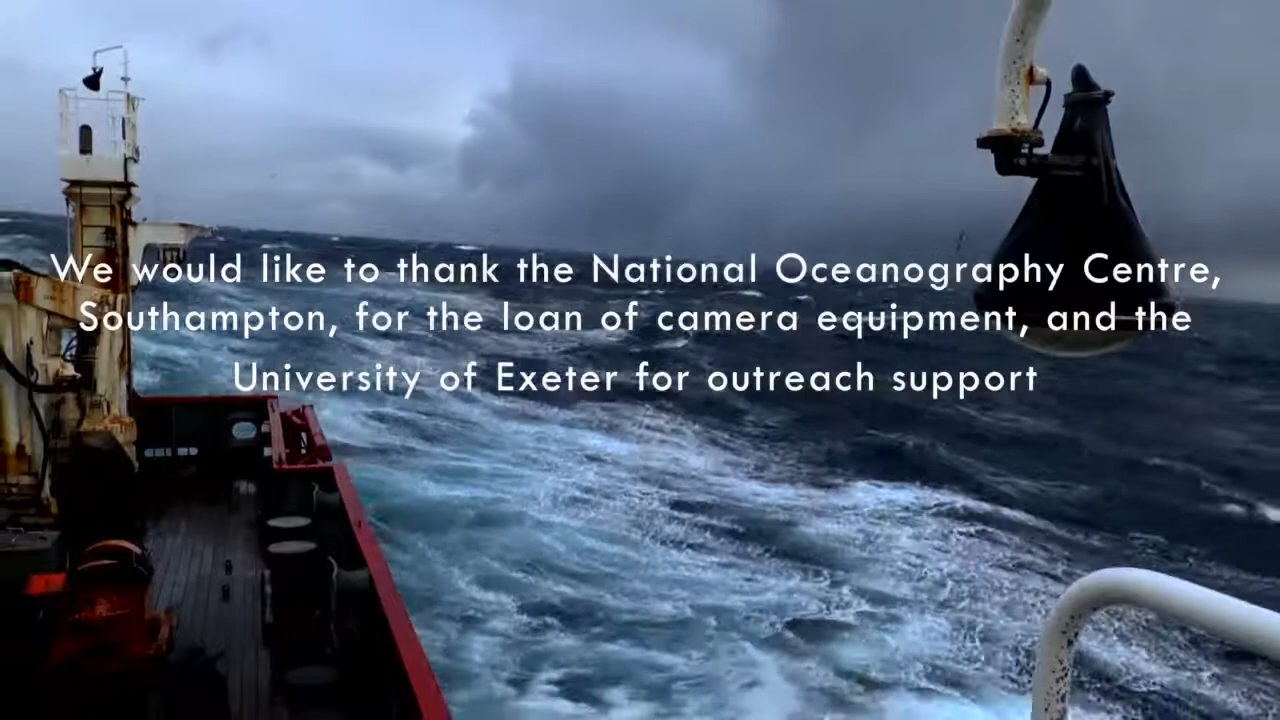 We would like to thank the National Oceanography Centre,
Southampton, for the loan of camera equipment, and the
University of Exeter for outreach support